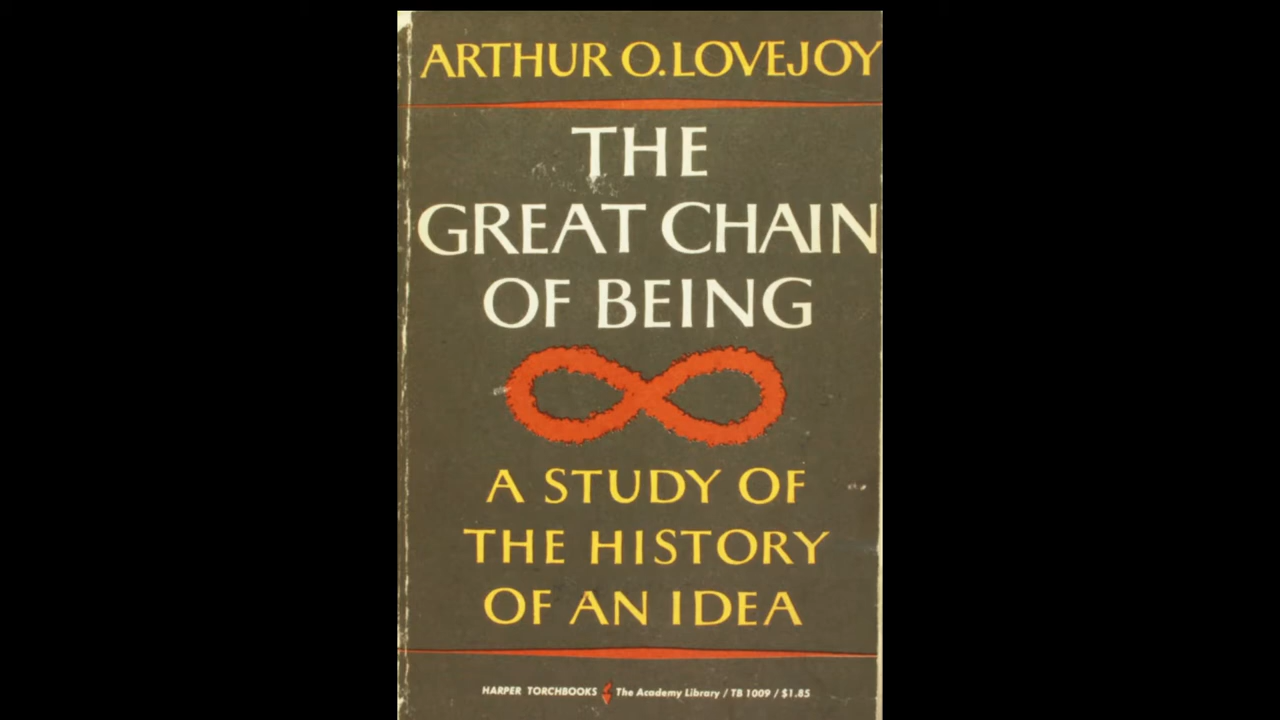 ARTHUR O. LOVEJOY
THE
GREAT CHAIN
OF BEING
A STUDY OF
THE HISTORY
OF AN IDEA
HARPER TORCHBOOKS The Academy Library / TB 1009 / $1.85